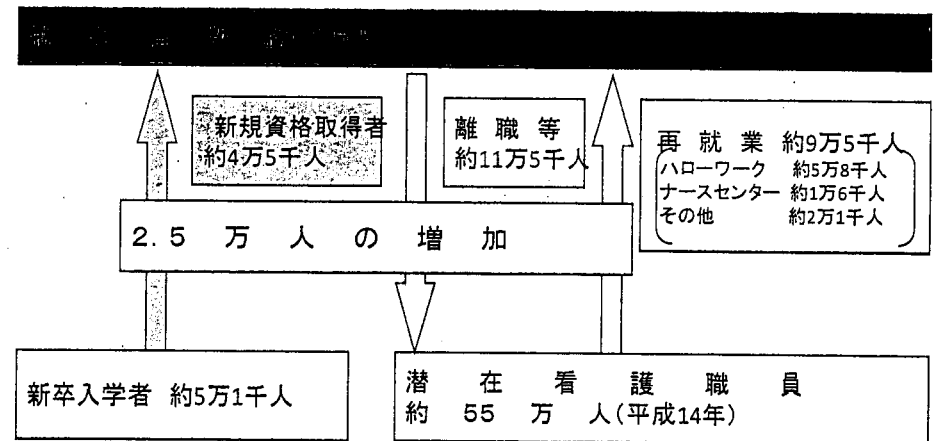 新規資格取得者
約4万5千人
離職等
約11万5千人
再就業 約9万5千人
ハローワーク 約5万8千人
ナースセンター 約1万6千人
その他 約2万1千人
2.5万人の増加
新卒入学者 約5万1千人
潜在看護職員
約55万人(平成14年)